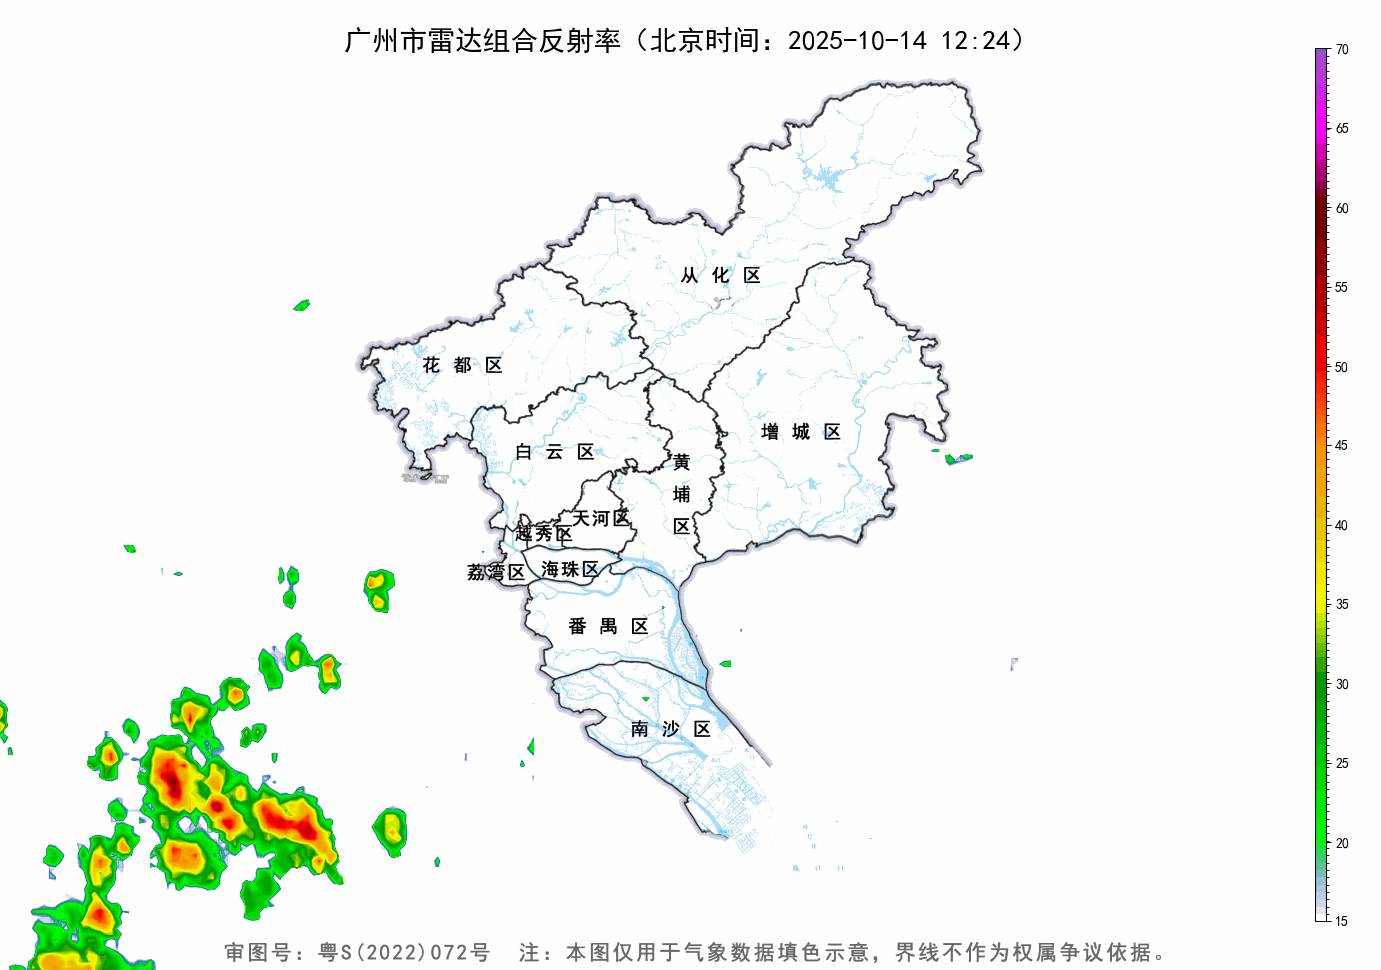 广州市雷达组合反射率（北京时间：2025-10-14 12:24）
70
65
60
55
50
45
40
35
30
25
20
15
从 化 区
花 都 区
增 城 区
白 云 区
黄
埔
区
天河区
越秀区
荔湾区
海珠区
番 禺 区
南 沙 区
审图号：粤S(2022)072号 注：本图仅用于气象数据填色示意，界线不作为权属争议依据。